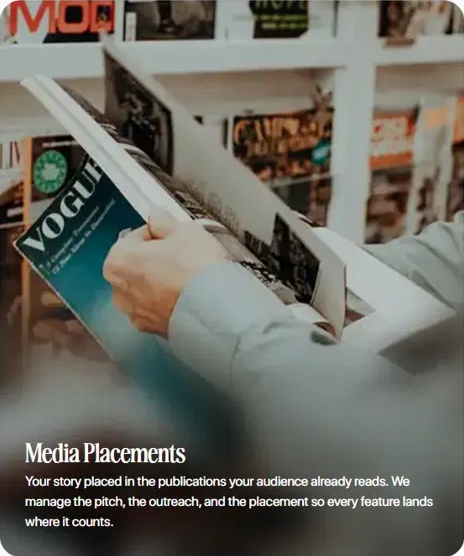 VOGUE
Media Placements
Your story placed in the publications your audience already reads. We
manage the pitch, the outreach, and the placement so every feature lands
where it counts.